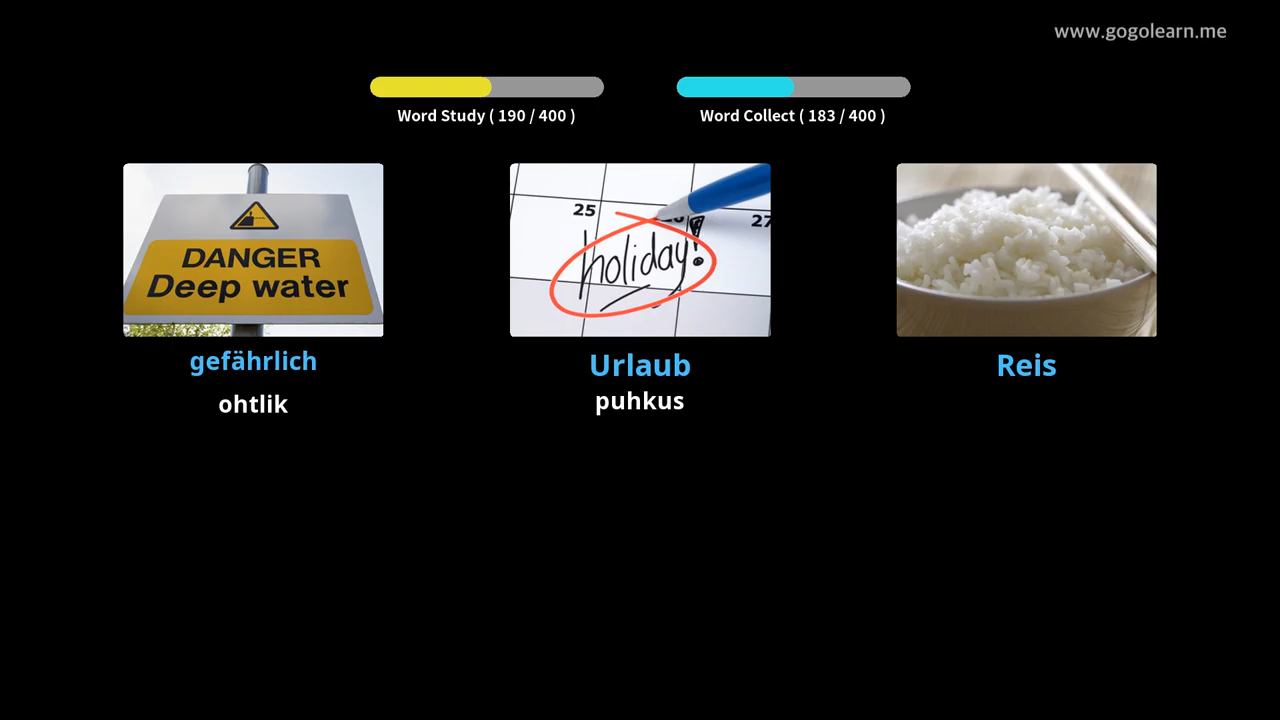 www.gogolearn.me
Word Study ( 190 / 400 )
Word Collect ( 183 / 400 )
DANGER
Deep water
25
27
holiday!
gefährlich
Urlaub
Reis
ohtlik
puhkus